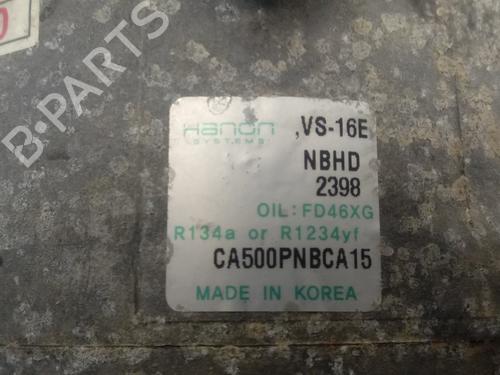 Hanon ,VS-16E
SYSTEMS
NBHD
2398
OIL: FD46XG
R134a or R1234yf
CA500PNBCA15
MADE IN KOREA
B-PARTS